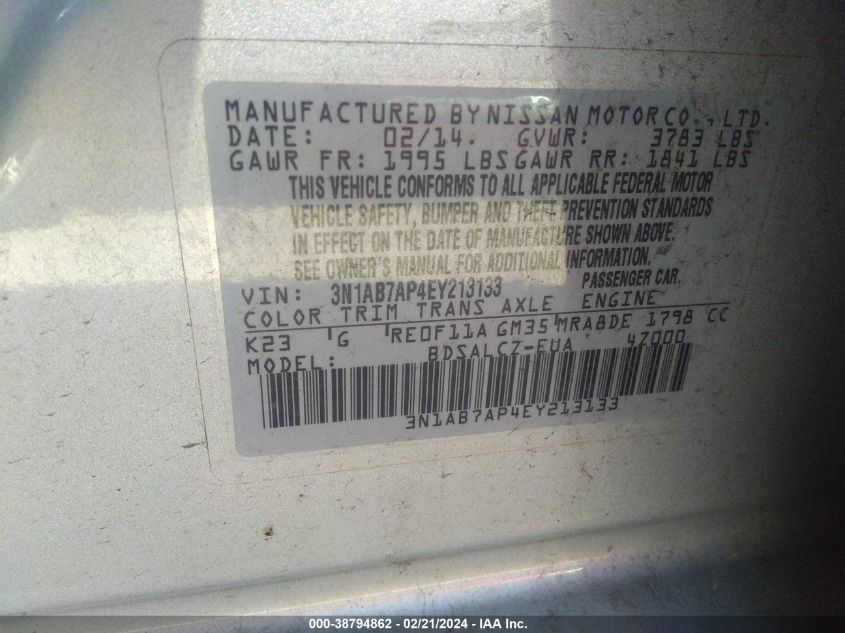 MANUFACTURED BY NISSAN MOTOR CO., LTD.
DATE: 02/14. GVWR: 3783 LBS
GAWR FR: 1995 LBS GAWR RR: 1841 LBS
THIS VEHICLE CONFORMS TO ALL APPLICABLE FEDERAL MOTOR
VEHICLE SAFETY, BUMPER AND THEFT PREVENTION STANDARDS
IN EFFECT ON THE DATE OF MANUFACTURE SHOWN ABOVE.
SEE OWNER'S MANUAL FOR ADDITIONAL INFORMATION.
VIN: 3N1AB7AP4EY213133 PASSENGER CAR.
COLOR TRIM TRANS AXLE ENGINE
K23 G RE0F11A GM35 MRA8DE 1798 CC
MODEL: BDSALCZ-EUA 4Z000
3N1AB7AP4EY213133
000-38794862 - 02/21/2024 - IAA, Inc.